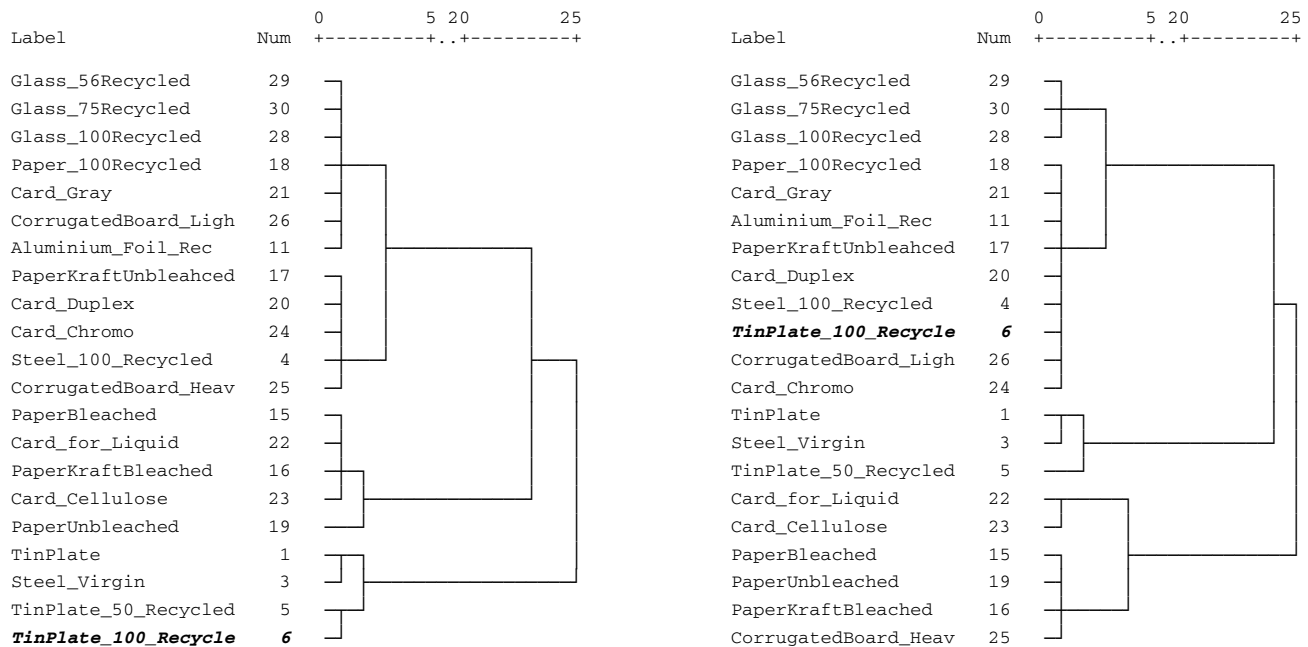 0 5 20 25
Label Num +----------+..+----------+
Glass_56Recycled 29
Glass_75Recycled 30
Glass_100Recycled 28
Paper_100Recycled 18
Card_Gray 21
CorrugatedBoard_Ligh 26
Aluminium_Foil_Rec 11
PaperKraftUnbleahced 17
Card_Duplex 20
Card_Chromo 24
Steel_100_Recycled 4
CorrugatedBoard_Heav 25
PaperBleached 15
Card_for_Liquid 22
PaperKraftBleached 16
Card_Cellulose 23
PaperUnbleached 19
TinPlate 1
Steel_Virgin 3
TinPlate_50_Recycled 5
TinPlate_100_Recycle 6
0 5 20 25
Label Num +----------+..+----------+
Glass_56Recycled 29
Glass_75Recycled 30
Glass_100Recycled 28
Paper_100Recycled 18
Card_Gray 21
Aluminium_Foil_Rec 11
PaperKraftUnbleahced 17
Card_Duplex 20
Steel_100_Recycled 4
TinPlate_100_Recycle 6
CorrugatedBoard_Ligh 26
Card_Chromo 24
TinPlate 1
Steel_Virgin 3
TinPlate_50_Recycled 5
Card_for_Liquid 22
Card_Cellulose 23
PaperBleached 15
PaperUnbleached 19
PaperKraftBleached 16
CorrugatedBoard_Heav 25